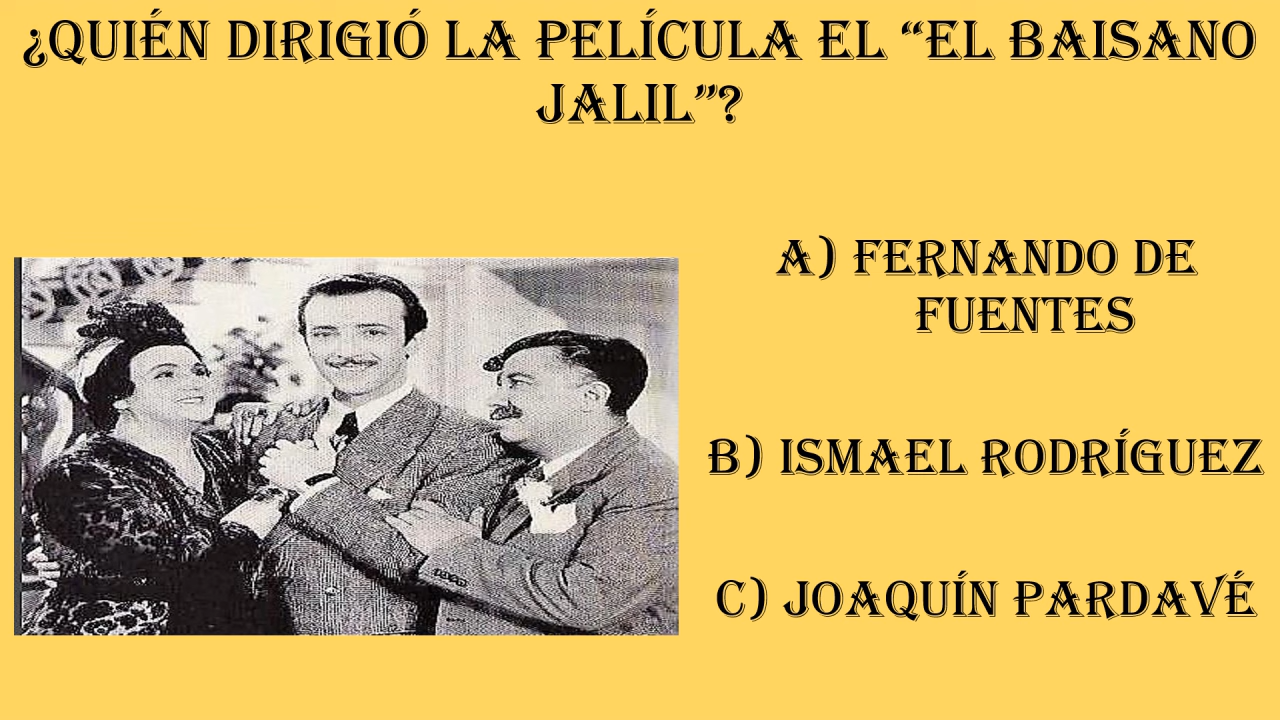 ¿QUIÉN DIRIGIÓ LA PELÍCULA EL “EL BAISANO
JALIL”?
A) FERNANDO DE
FUENTES
B) ISMAEL RODRÍGUEZ
C) JOAQUÍN PARDAVÉ